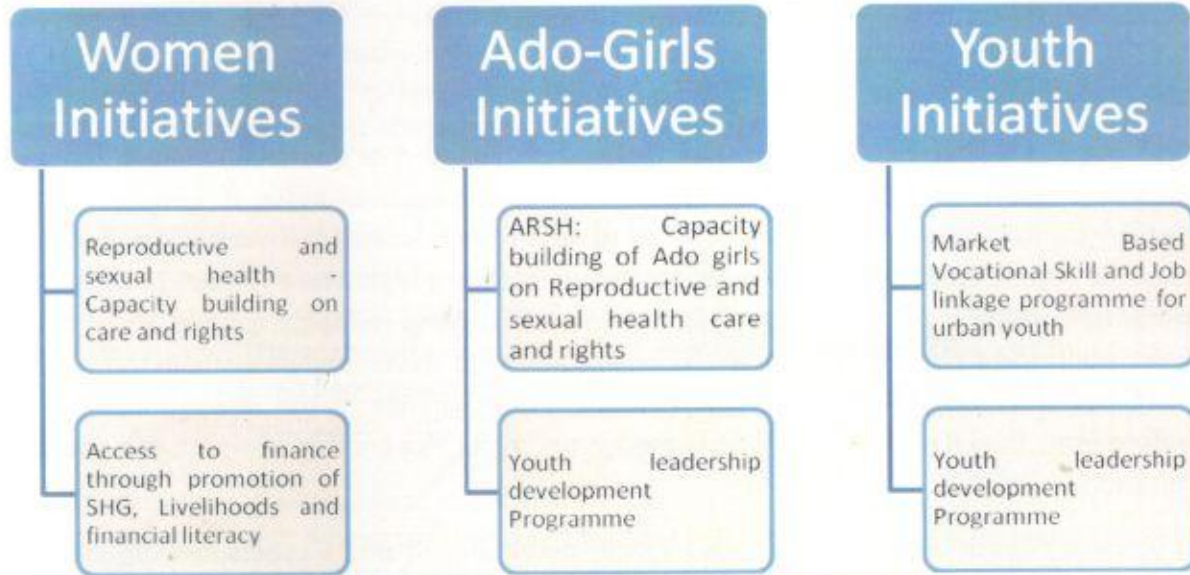 Women
Initiatives
Reproductive and
sexual health -
Capacity building on
care and rights
Access to finance
through promotion of
SHG, Livelihoods and
financial literacy
Ado-Girls
Initiatives
ARSH: Capacity
building of Ado girls
on Reproductive and
sexual health care
and rights
Youth leadership
development
Programme
Youth
Initiatives
Market Based
Vocational Skill and Job
linkage programme for
urban youth
Youth leadership
development
Programme